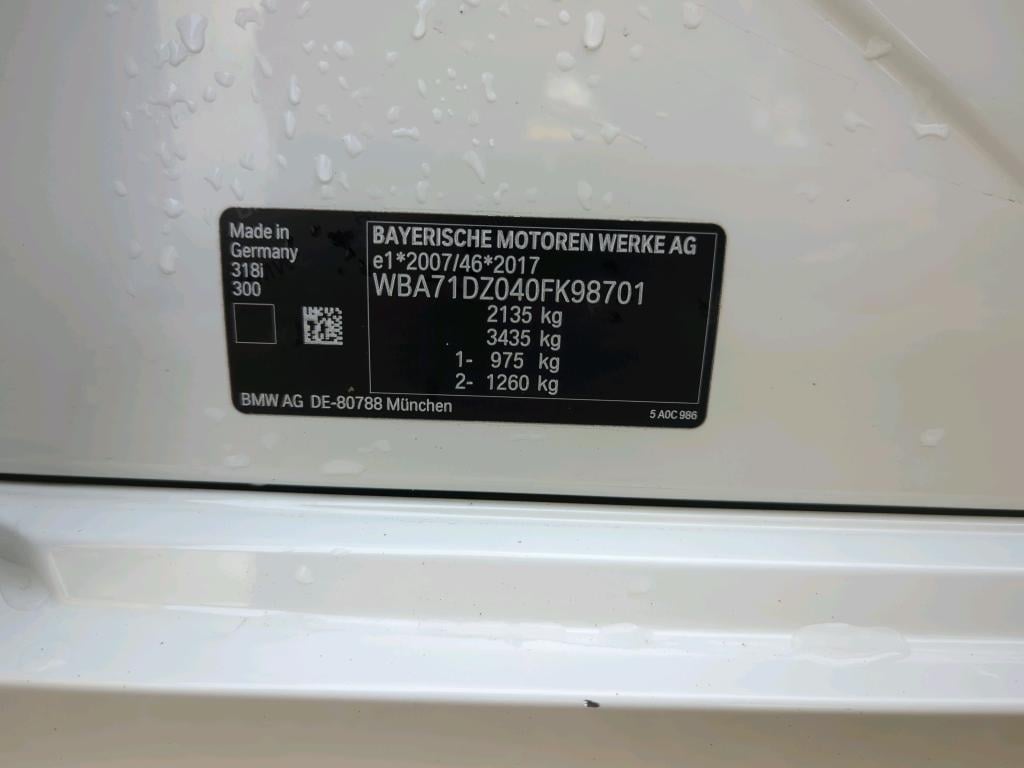 Made in
Germany
318i
300
BAYERISCHE MOTOREN WERKE AG
e1*2007/46*2017
WBA71DZ040FK98701
2135 kg
3435 kg
1- 975 kg
2- 1260 kg
BMW AG DE-80788 München
5 A0C 986